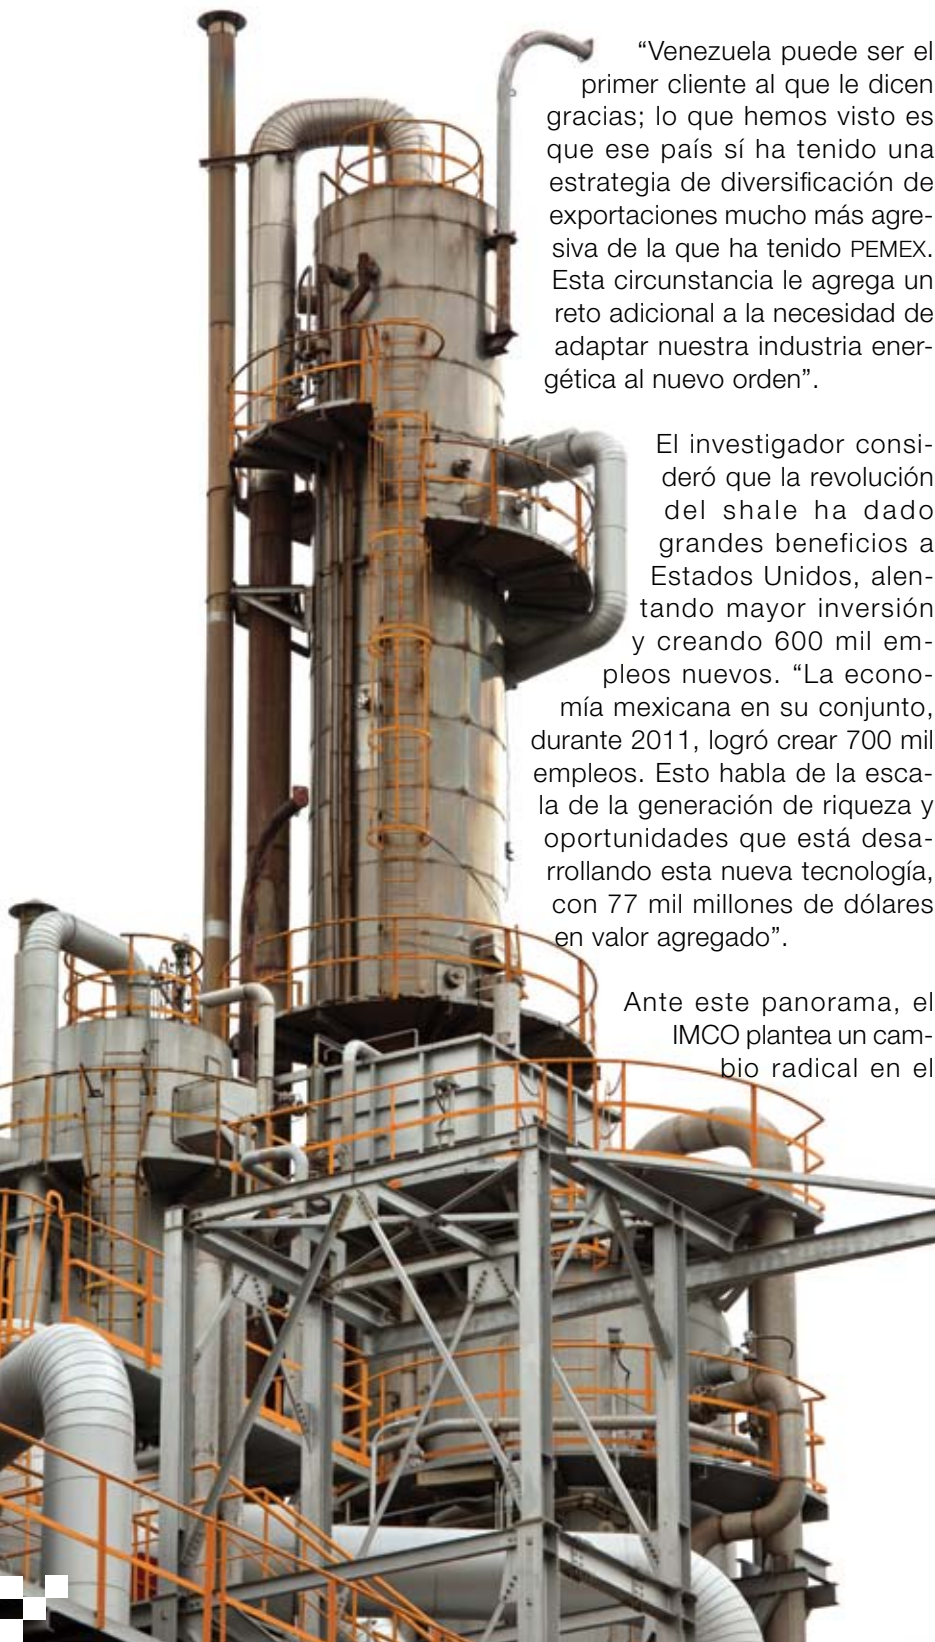 “Venezuela puede ser el
primer cliente al que le dicen
gracias; lo que hemos visto es
que ese país sí ha tenido una
estrategia de diversificación de
exportaciones mucho más agre-
siva de la que ha tenido PEMEX.
Esta circunstancia le agrega un
reto adicional a la necesidad de
adaptar nuestra industria ener-
gética al nuevo orden”.
El investigador consi-
deró que la revolución
del shale ha dado
grandes beneficios a
Estados Unidos, alen-
tando mayor inversión
y creando 600 mil em-
pleos nuevos. “La econo-
mía mexicana en su conjunto,
durante 2011, logró crear 700 mil
empleos. Esto habla de la esca-
la de la generación de riqueza y
oportunidades que está desa-
rrollando esta nueva tecnología,
con 77 mil millones de dólares
en valor agregado”.
Ante este panorama, el
IMCO plantea un cam-
bio radical en el